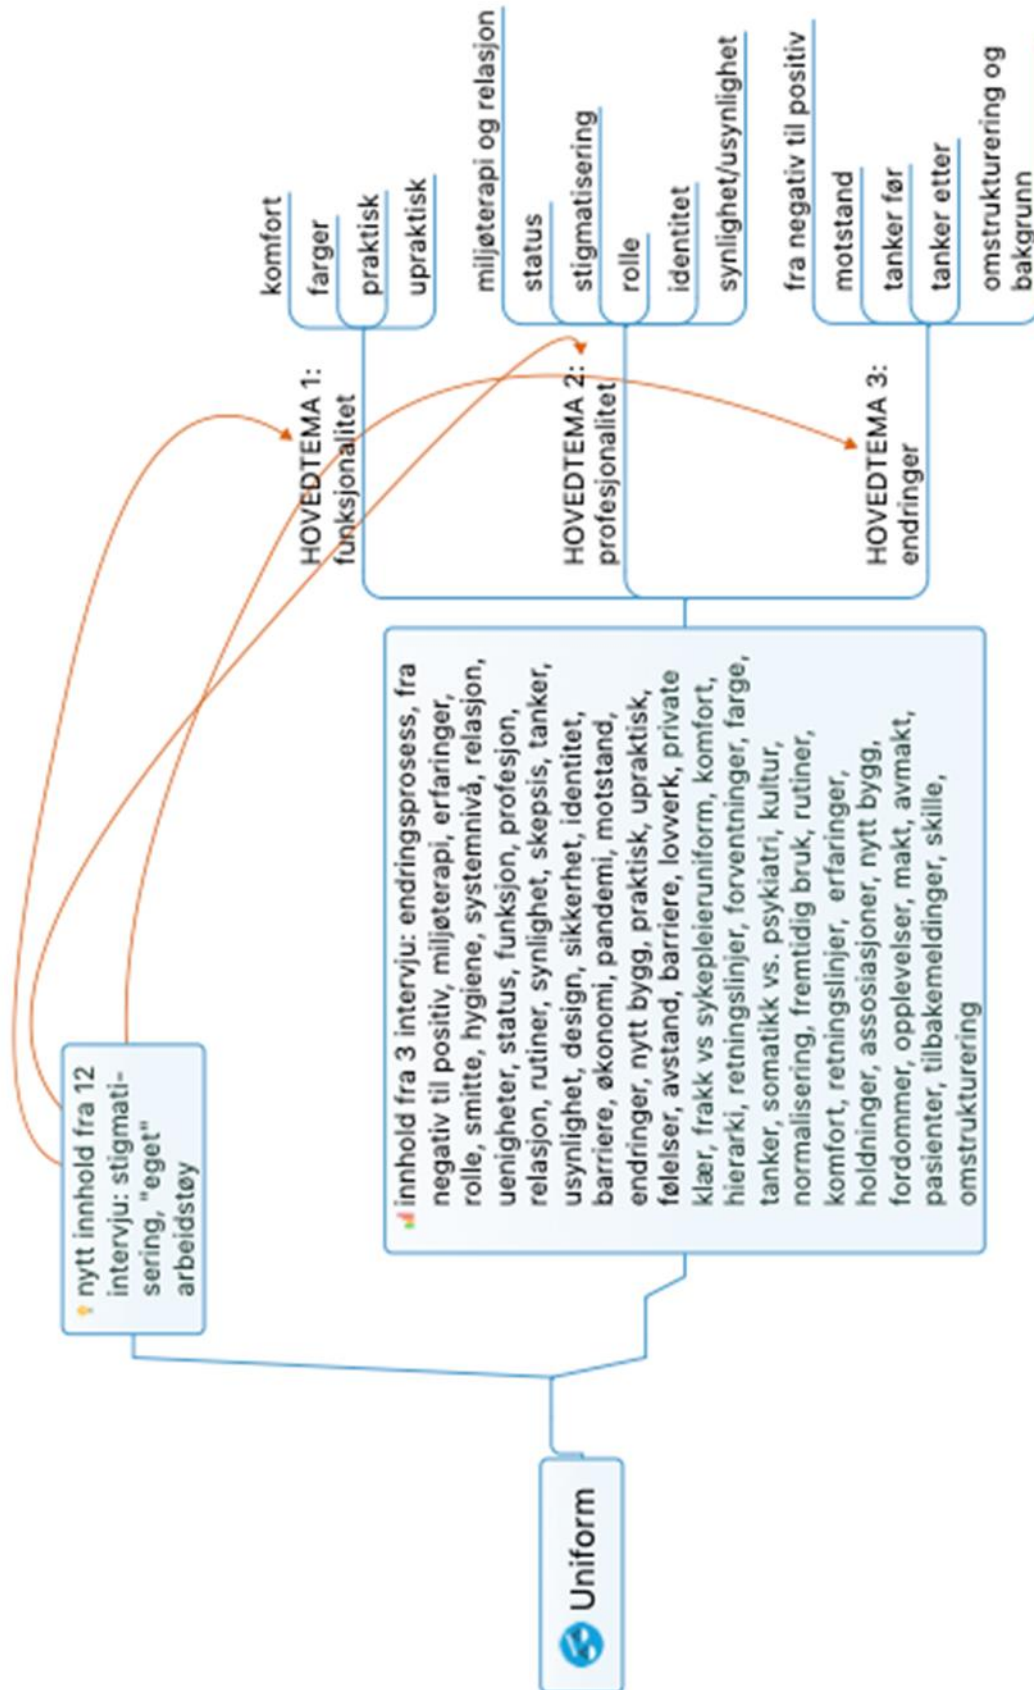 Uniform
nytt innhold fra 12
intervju: stigmati-
sering, "eget"
arbeidstøy
innhold fra 3 intervju: endringsprosess, fra
negativ til positiv, miljøterapi, erfaringer,
rolle, smitte, hygiene, systemnivå, relasjon,
uenigheter, status, funksjon, profesjon,
relasjon, rutiner, synlighet, skepsis, tanker,
usynlighet, design, sikkerhet, identitet,
barriere, økonomi, pandemi, motstand,
endringer, nytt bygg, praktisk, upraktisk,
følelser, avstand, barriere, lovverk, private
klær, frakk vs sykepleieruniform, komfort,
hierarki, retningslinjer, forventninger, farge,
tanker, somatikk vs. psykiatri, kultur,
normalisering, fremtidig bruk, rutiner,
komfort, retningslinjer, erfaringer,
holdninger, assosiasjoner, nytt bygg,
fordommer, opplevelser, makt, avmakt,
pasienter, tilbakemeldinger, skille,
omstrukturering
HOVEDTEMA 1:
funksjonalitet
komfort
farger
praktisk
upraktisk
HOVEDTEMA 2:
profesjonalitet
miljøterapi og relasjon
status
stigmatisering
rolle
identitet
synlighet/usynlighet
HOVEDTEMA 3:
endringer
fra negativ til positiv
motstand
tanker før
tanker etter
omstrukturering og
bakgrunn